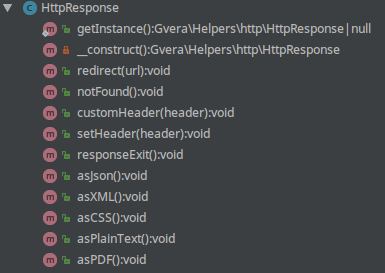 HttpResponse
getInstance():Gvera\Helpers\http\HttpResponse|null
__construct():Gvera\Helpers\http\HttpResponse
redirect(url):void
notFound():void
customHeader(header):void
setHeader(header):void
responseExit():void
asJson():void
asXML():void
asCSS():void
asPlainText():void
asPDF():void